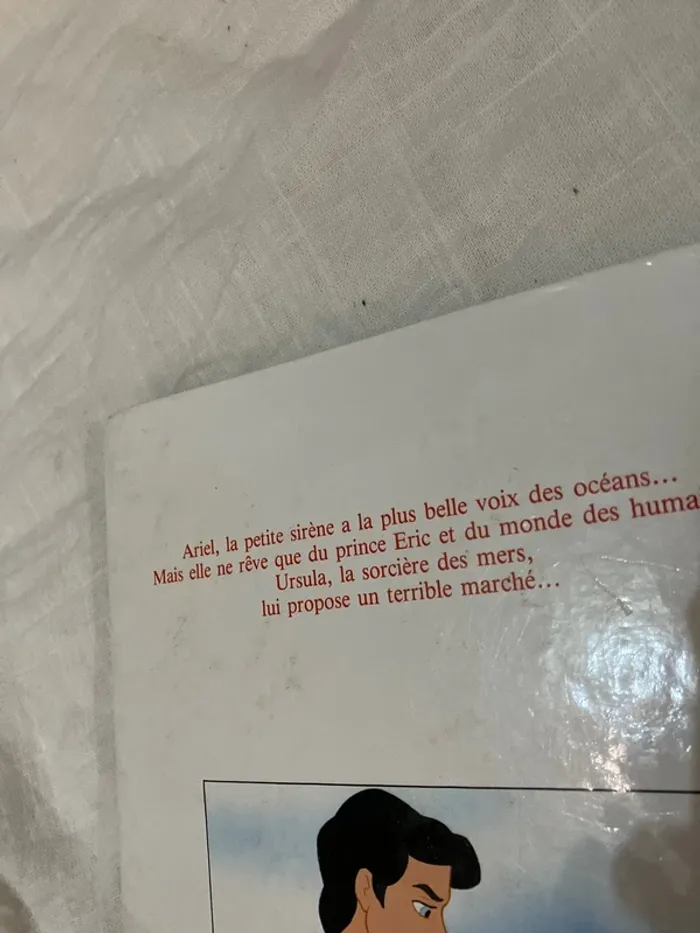 Ariel, la petite sirène a la plus belle voix des océans...
Mais elle ne rêve que du prince Eric et du monde des huma
Ursula, la sorcière des mers,
lui propose un terrible marché...